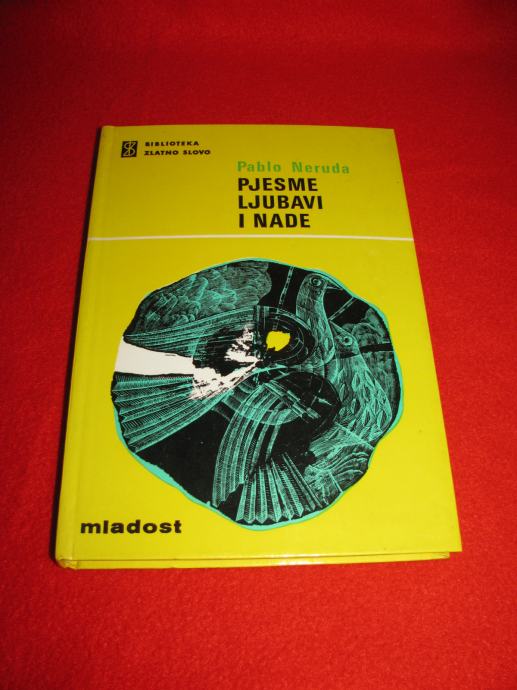 BIBLIOTEKA
ZLATNO SLOVO
Pablo Neruda
PJESME
LJUBAVI
I NADE
mladost